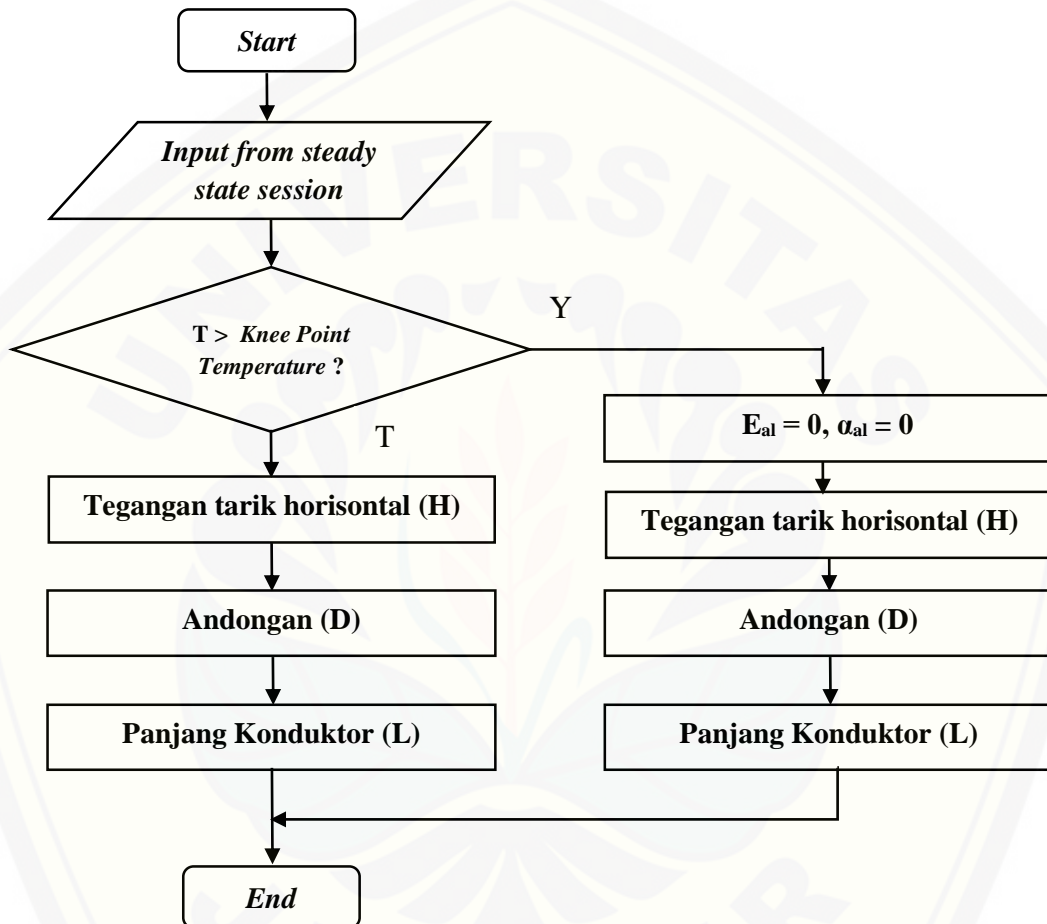 Start
Input from steady
state session
T > Knee Point
Temperature ?
Y
T
E_al = 0, α_al = 0
Tegangan tarik horisontal (H)
Andongan (D)
Panjang Konduktor (L)
Tegangan tarik horisontal (H)
Andongan (D)
Panjang Konduktor (L)
End
UNIVERSITAS